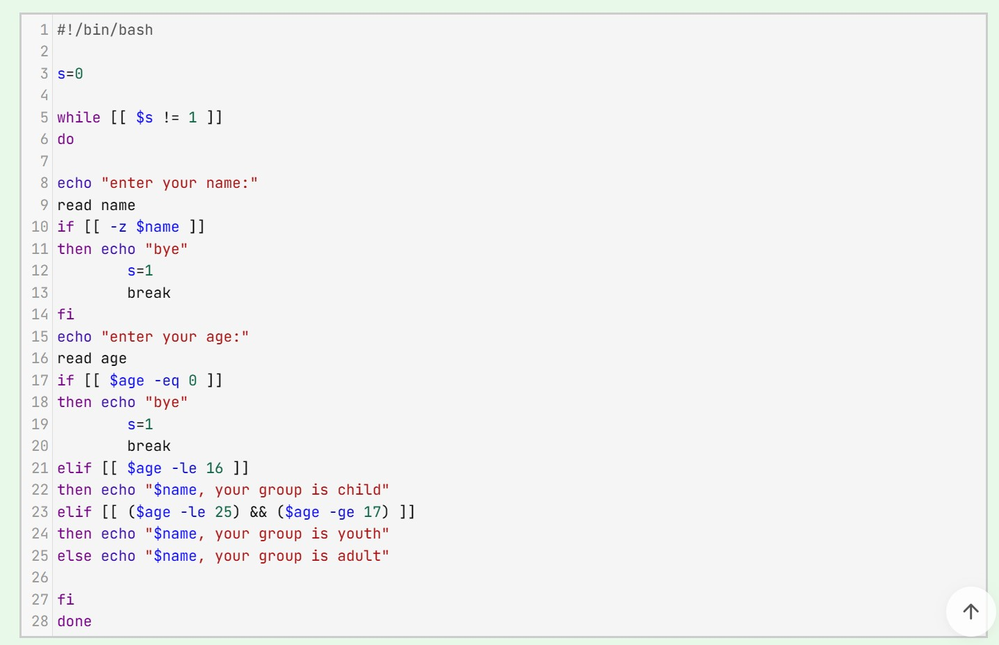 1 #!/bin/bash
2
3 s=0
4
5 while [[ $s != 1 ]]
6 do
7
8 echo "enter your name:"
9 read name
10 if [[ -z $name ]]
11 then echo "bye"
12         s=1
13         break
14 fi
15 echo "enter your age:"
16 read age
17 if [[ $age -eq 0 ]]
18 then echo "bye"
19         s=1
20         break
21 elif [[ $age -le 16 ]]
22 then echo "$name, your group is child"
23 elif [[ ($age -le 25) && ($age -ge 17) ]]
24 then echo "$name, your group is youth"
25 else echo "$name, your group is adult"
26
27 fi
28 done